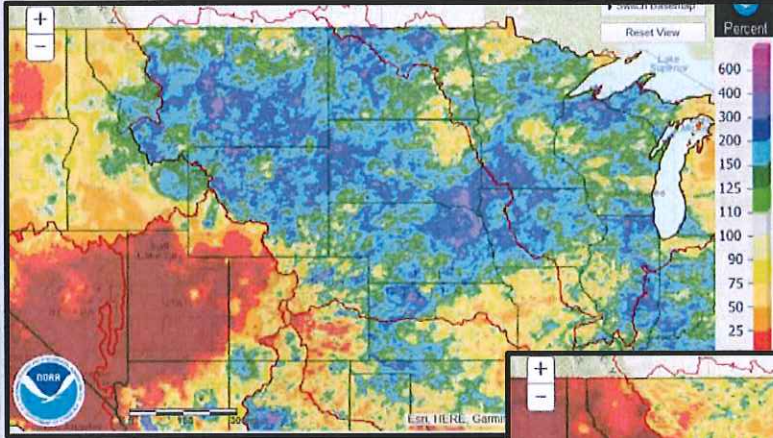 +
−
Switch Basemap
Reset View
Percent
Lake
Superior
600
400
300
200
150
125
110
100
90
75
50
25
NOAA
Esri, HERE, Garmin
+
−